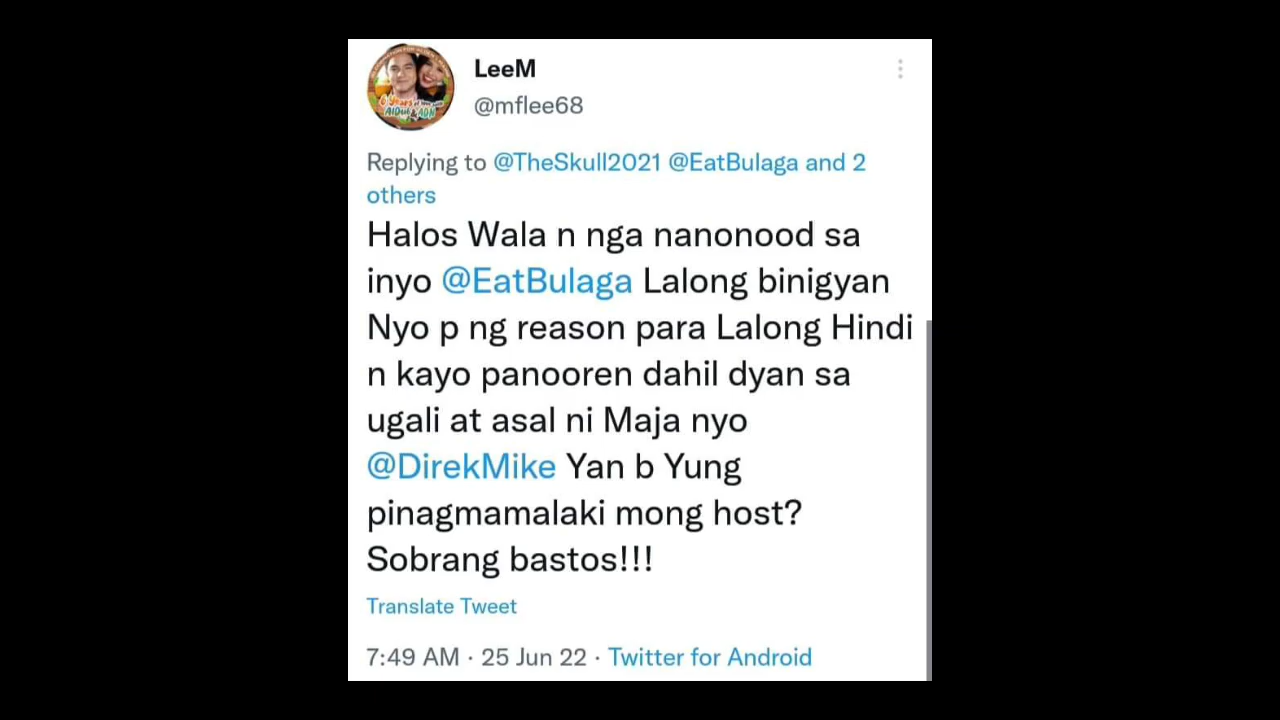 LeeM
@mflee68
Replying to @TheSkull2021 @EatBulaga and 2
others
Halos Wala n nga nanonood sa
inyo @EatBulaga Lalong binigyan
Nyo p ng reason para Lalong Hindi
n kayo panooren dahil dyan sa
ugali at asal ni Maja nyo
@DirekMike Yan b Yung
pinagmamalaki mong host?
Sobrang bastos!!!
Translate Tweet
7:49 AM · 25 Jun 22 · Twitter for Android